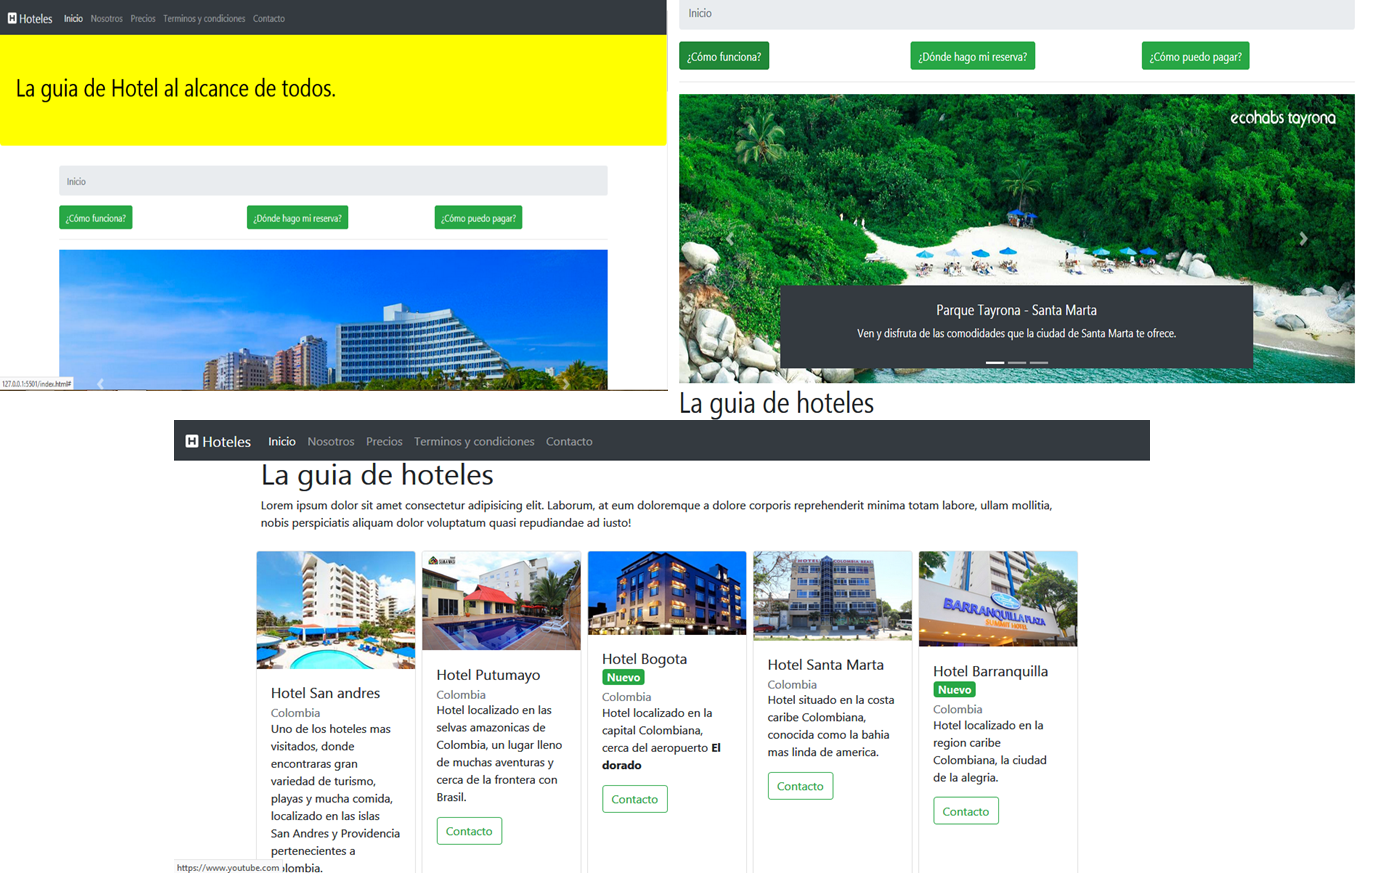 H Hoteles Inicio Nosotros Precios Terminos y condiciones Contacto
La guia de Hotel al alcance de todos.
Inicio
¿Cómo funciona? ¿Dónde hago mi reserva? ¿Cómo puedo pagar?
127.0.0.1:5501/index.html#
Inicio
¿Cómo funciona? ¿Dónde hago mi reserva? ¿Cómo puedo pagar?
ecohabs tayrona
Parque Tayrona - Santa Marta
Ven y disfruta de las comodidades que la ciudad de Santa Marta te ofrece.
La guia de hoteles
H Hoteles Inicio Nosotros Precios Terminos y condiciones Contacto
La guia de hoteles
Lorem ipsum dolor sit amet consectetur adipisicing elit. Laborum, at eum doloremque a dolore corporis reprehenderit minima totam labore, ullam mollitia,
nobis perspiciatis aliquam dolor voluptatum quasi repudiandae ad iusto!
Hotel San andres
Colombia
Uno de los hoteles mas
visitados, donde
encontraras gran
variedad de turismo,
playas y mucha comida,
localizado en las islas
San Andres y Providencia
pertenecientes a
olombia.
Hotel Putumayo
Colombia
Hotel localizado en las
selvas amazonicas de
Colombia, un lugar lleno
de muchas aventuras y
cerca de la frontera con
Brasil.
Contacto
Hotel Bogota
Nuevo
Colombia
Hotel localizado en la
capital Colombiana,
cerca del aeropuerto El
dorado
Contacto
HOTEL
Hotel Santa Marta
Colombia
Hotel situado en la costa
caribe Colombiana,
conocida como la bahia
mas linda de america.
Contacto
BARRANQUILLA PLAZA
SUMMIT HOTEL
Hotel Barranquilla
Nuevo
Colombia
Hotel localizado en la
region caribe
Colombiana, la ciudad
de la alegria.
Contacto
https://www.youtube.com